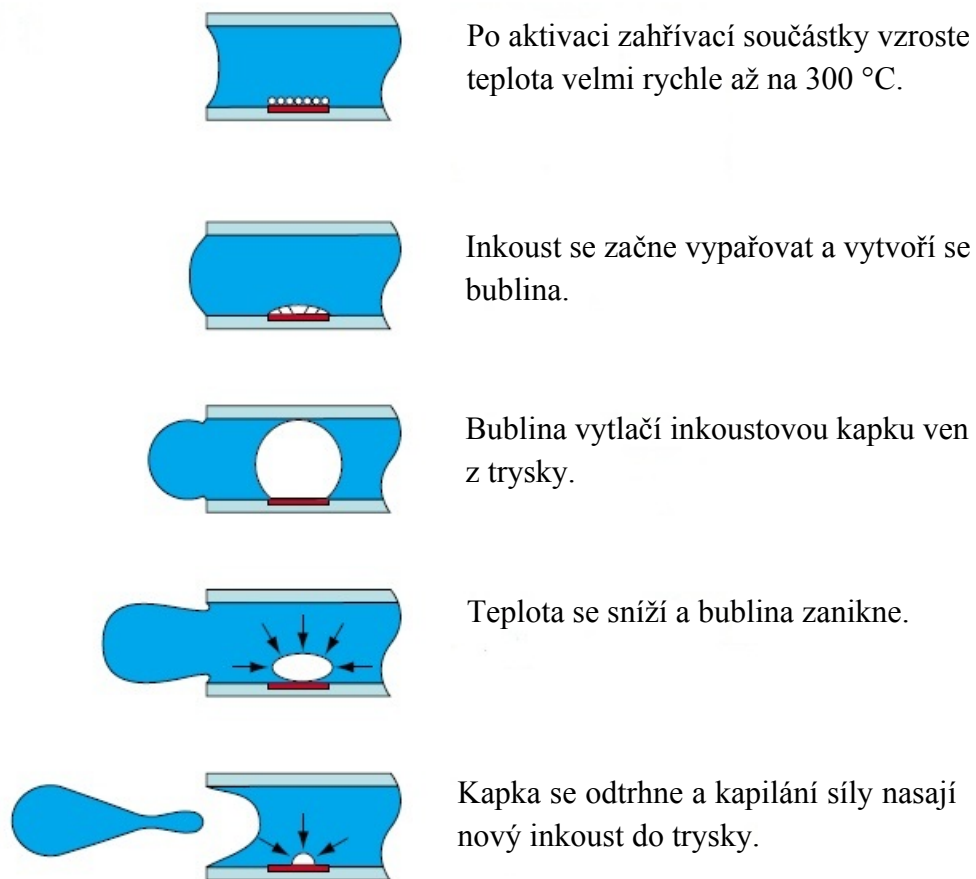 Po aktivaci zahřívací součástky vzroste
teplota velmi rychle až na 300 °C.
Inkoust se začne vypařovat a vytvoří se
bublina.
Bublina vytlačí inkoustovou kapku ven
z trysky.
Teplota se sníží a bublina zanikne.
Kapka se odtrhne a kapilání síly nasají
nový inkoust do trysky.